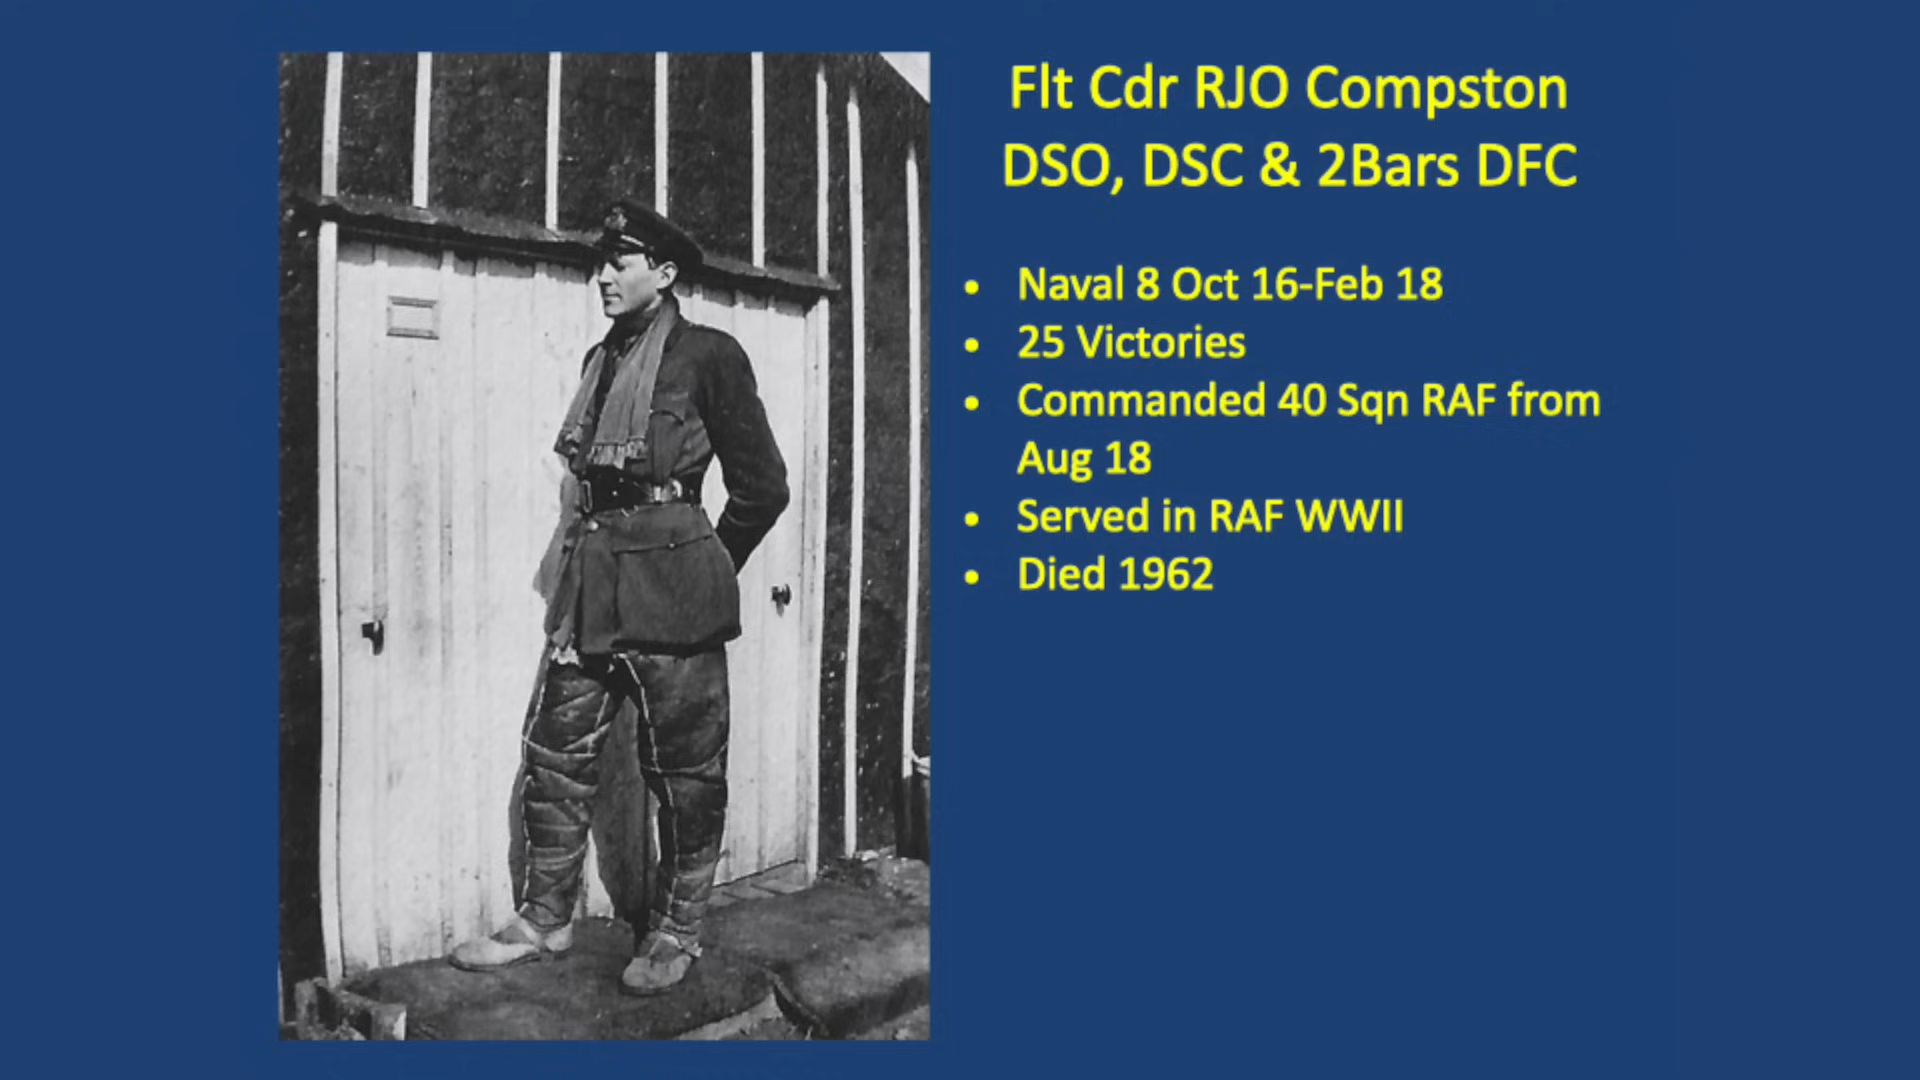 Flt Cdr RJO Compston
DSO, DSC & 2Bars DFC
• Naval 8 Oct 16-Feb 18
• 25 Victories
• Commanded 40 Sqn RAF from
Aug 18
• Served in RAF WWII
• Died 1962